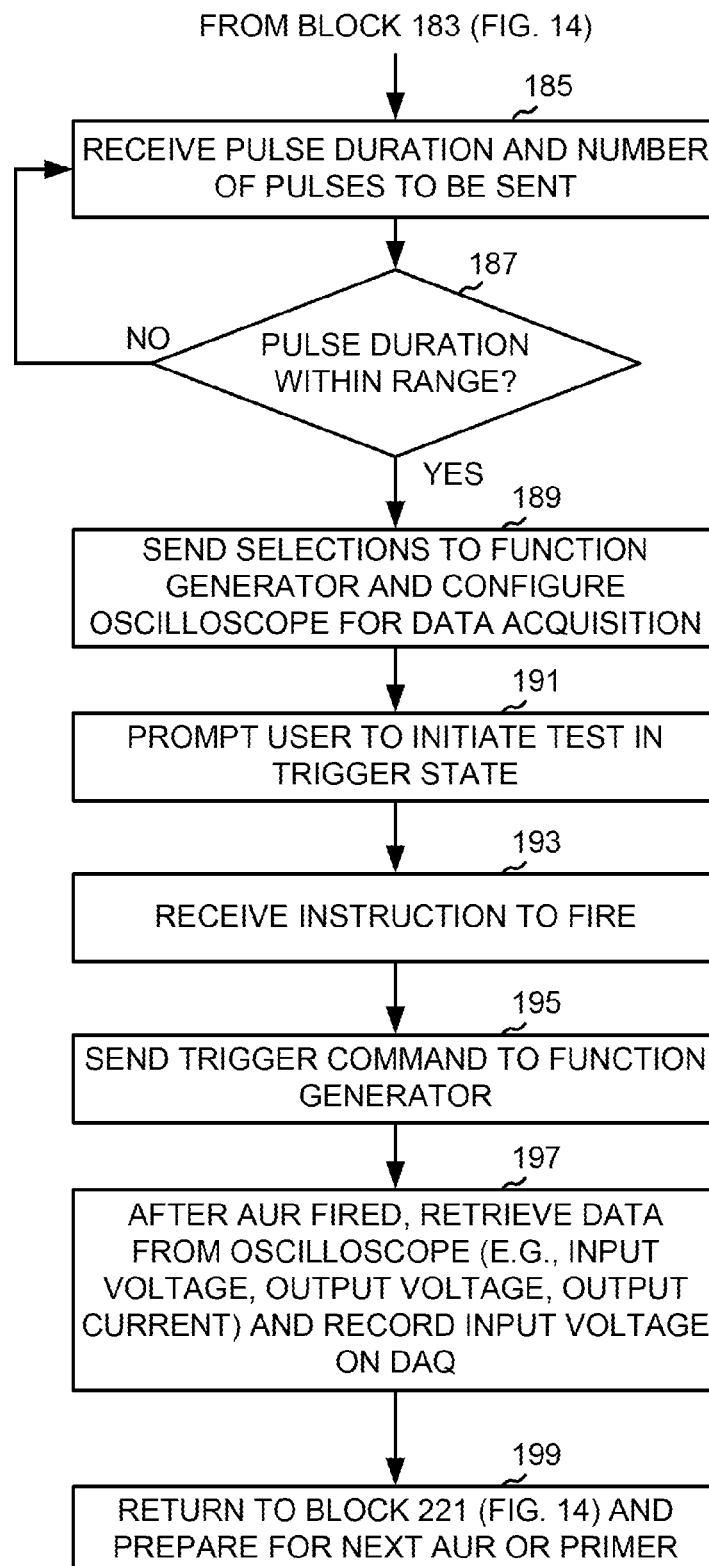 FROM BLOCK 183 (FIG. 14)
185
RECEIVE PULSE DURATION AND NUMBER
OF PULSES TO BE SENT
187
NO
PULSE DURATION
WITHIN RANGE?
YES
189
SEND SELECTIONS TO FUNCTION
GENERATOR AND CONFIGURE
OSCILLOSCOPE FOR DATA ACQUISITION
191
PROMPT USER TO INITIATE TEST IN
TRIGGER STATE
193
RECEIVE INSTRUCTION TO FIRE
195
SEND TRIGGER COMMAND TO FUNCTION
GENERATOR
197
AFTER AUR FIRED, RETRIEVE DATA
FROM OSCILLOSCOPE (E.G., INPUT
VOLTAGE, OUTPUT VOLTAGE, OUTPUT
CURRENT) AND RECORD INPUT VOLTAGE
ON DAQ
199
RETURN TO BLOCK 221 (FIG. 14) AND
PREPARE FOR NEXT AUR OR PRIMER